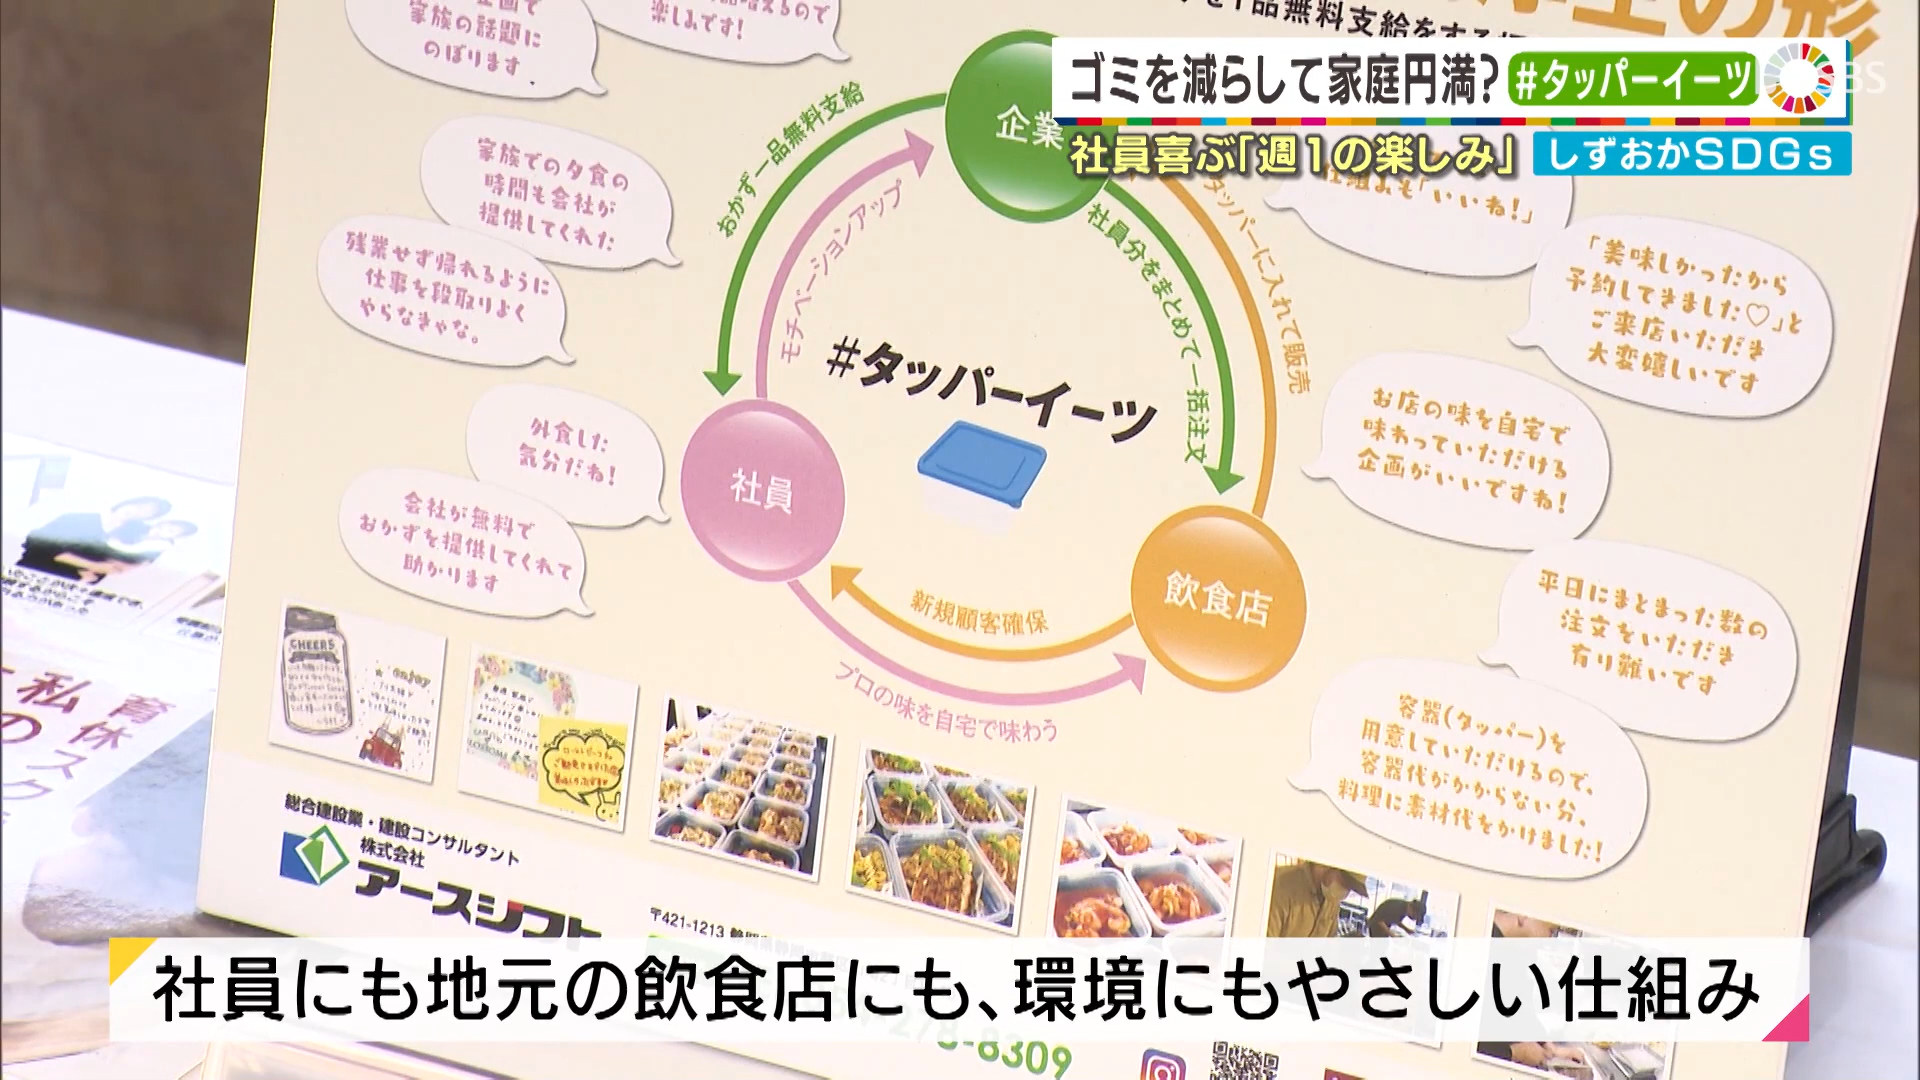 ゴミを減らして家庭円満?
#タッパーイーツ
社員喜ぶ「週1の楽しみ」
しずおかSDGs
家族の話題に
のぼります
楽しみです!
家族での夕食の
時間も会社が
提供してくれた
残業せず帰れるように
仕事を段取りよく
やらなきゃな。
外食した
気分だね!
会社が無料で
おかずを提供してくれて
助かります
企業
おかず一品無料支給
モチベーションアップ
社員分をまとめて一括注文
タッパーに入れて販売
#タッパーイーツ
社員
飲食店
新規顧客確保
プロの味を自宅で味わう
仕組みも「いいね!」
「美味しかったから
予約してきました♡」と
ご来店いただき
大変嬉しいです
お店の味を自宅で
味わっていただける
企画がいいですね!
平日にまとまった数の
注文をいただき
有り難いです
容器(タッパー)を
用意していただけるので、
容器代がかからない分、
料理に素材代をかけました!
CHEERS
enjoy
総合建設業・建設コンサルタント
株式会社
アースシフト
〒421-1213
278-8309
育休
社員にも地元の飲食店にも、環境にもやさしい仕組み